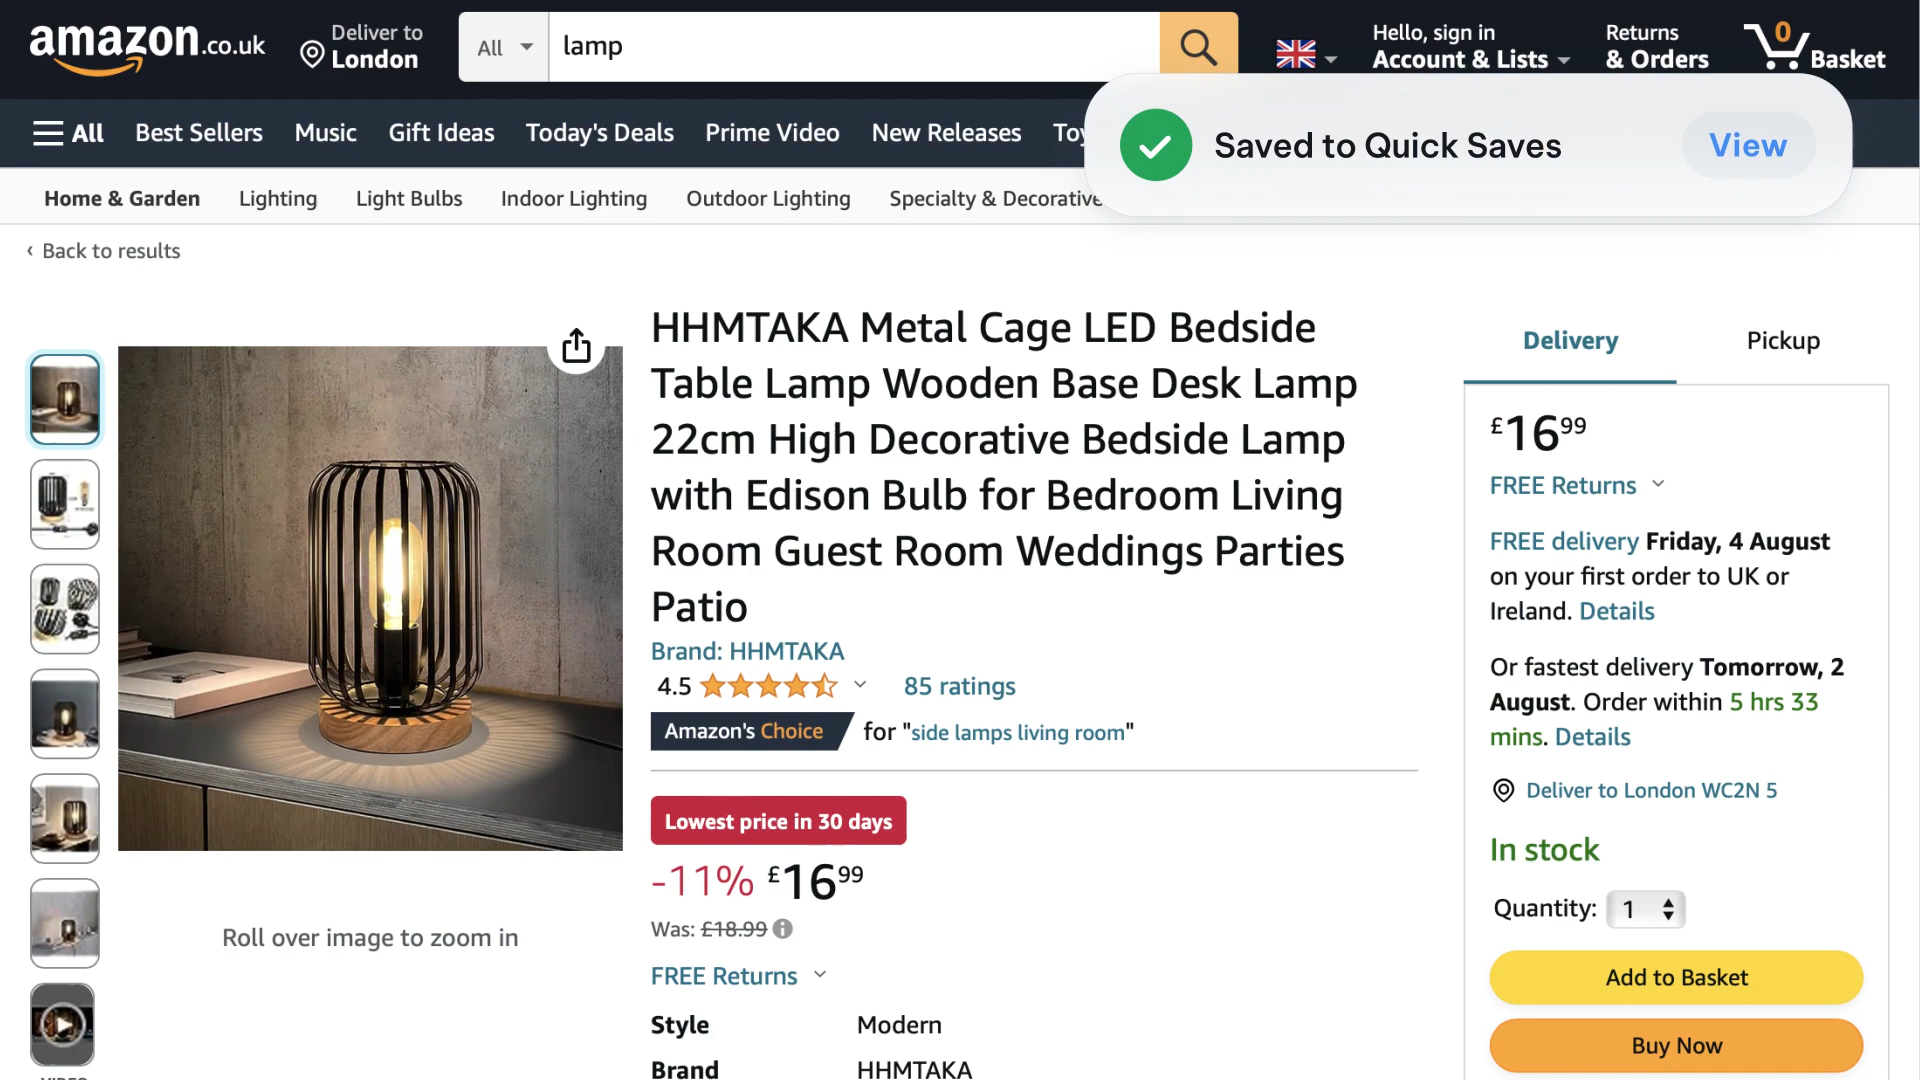 amazon.co.uk
Deliver to
London
All
lamp
Hello, sign in
Account & Lists
Returns
& Orders
0
Basket
All
Best Sellers
Music
Gift Ideas
Today's Deals
Prime Video
New Releases
Saved to Quick Saves
View
Home & Garden
Lighting
Light Bulbs
Indoor Lighting
Outdoor Lighting
Specialty & Decorative
‹ Back to results
HHMTAKA Metal Cage LED Bedside
Table Lamp Wooden Base Desk Lamp
22cm High Decorative Bedside Lamp
with Edison Bulb for Bedroom Living
Room Guest Room Weddings Parties
Patio
Brand: HHMTAKA
4.5
85 ratings
Amazon's Choice
for "side lamps living room"
Lowest price in 30 days
-11% £16.99
Was: £18.99
FREE Returns
Style Modern
Brand HHMTAKA
Roll over image to zoom in
Delivery
Pickup
£16.99
FREE Returns
FREE delivery Friday, 4 August
on your first order to UK or
Ireland. Details
Or fastest delivery Tomorrow, 2
August. Order within 5 hrs 33
mins. Details
Deliver to London WC2N 5
In stock
Quantity: 1
Add to Basket
Buy Now